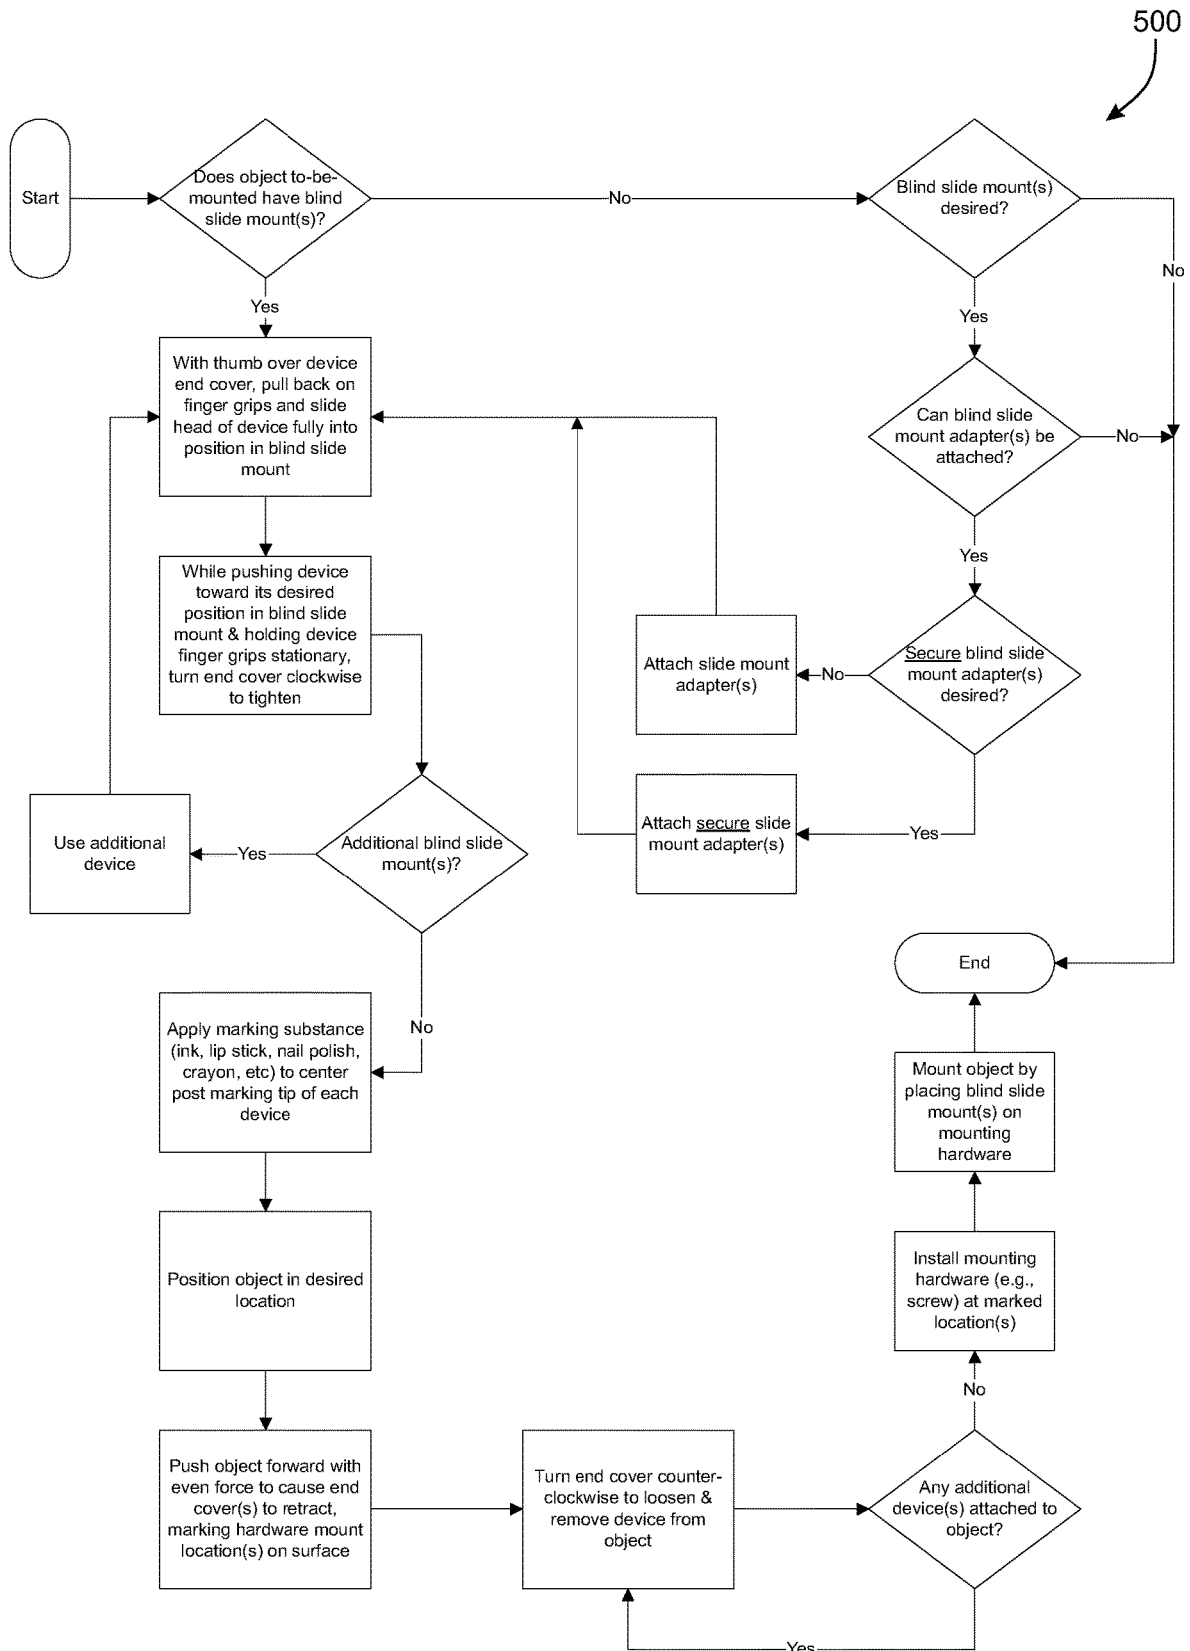 500
Start
Does object to-be-
mounted have blind
slide mount(s)?
No
Blind slide mount(s)
desired?
No
Yes
Yes
With thumb over device
end cover, pull back on
finger grips and slide
head of device fully into
position in blind slide
mount
Can blind slide
mount adapter(s) be
attached?
No
Yes
While pushing device
toward its desired
position in blind slide
mount & holding device
finger grips stationary,
turn end cover clockwise
to tighten
Attach slide mount
adapter(s)
No
Secure blind slide
mount adapter(s)
desired?
Use additional
device
Yes
Additional blind slide
mount(s)?
Attach secure slide
mount adapter(s)
Yes
End
No
Apply marking substance
(ink, lip stick, nail polish,
crayon, etc) to center
post marking tip of each
device
Mount object by
placing blind slide
mount(s) on
mounting
hardware
Position object in desired
location
Install mounting
hardware (e.g.,
screw) at marked
location(s)
No
Push object forward with
even force to cause end
cover(s) to retract,
marking hardware mount
location(s) on surface
Turn end cover counter-
clockwise to loosen &
remove device from
object
Any additional
device(s) attached to
object?
Yes